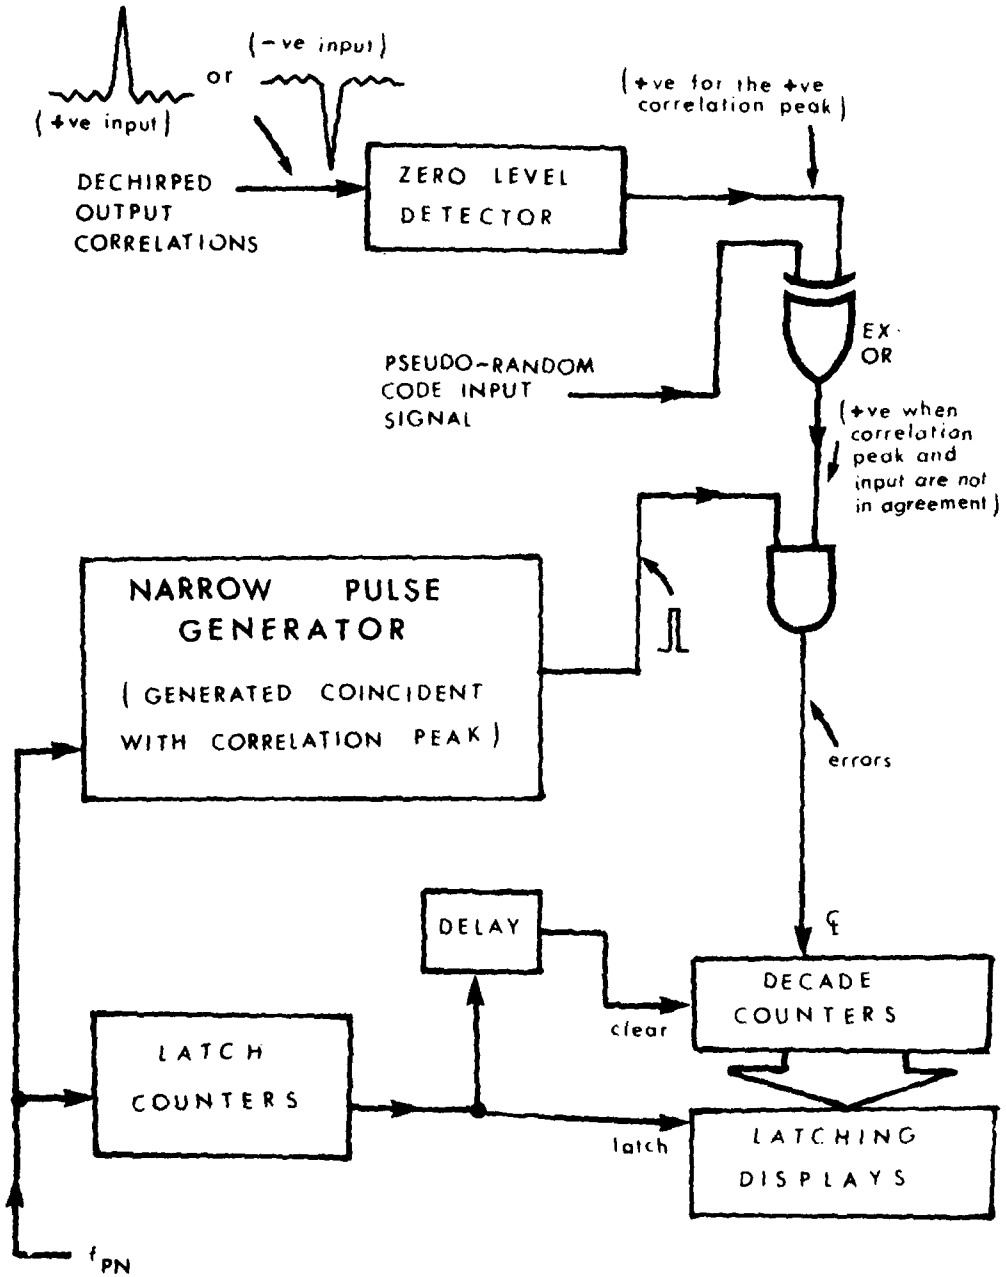 (-ve input)
or
(+ve input)
(+ve for the +ve
correlation peak)
DECHIRPED
OUTPUT
CORRELATIONS
ZERO LEVEL
DETECTOR
EX·
OR
PSEUDO-RANDOM
CODE INPUT
SIGNAL
(+ve when
correlation
peak and
input are not
in agreement)
NARROW PULSE
GENERATOR
(GENERATED COINCIDENT
WITH CORRELATION PEAK)
errors
DELAY
CL
DECADE
COUNTERS
clear
LATCH
COUNTERS
latch
LATCHING
DISPLAYS
fPN